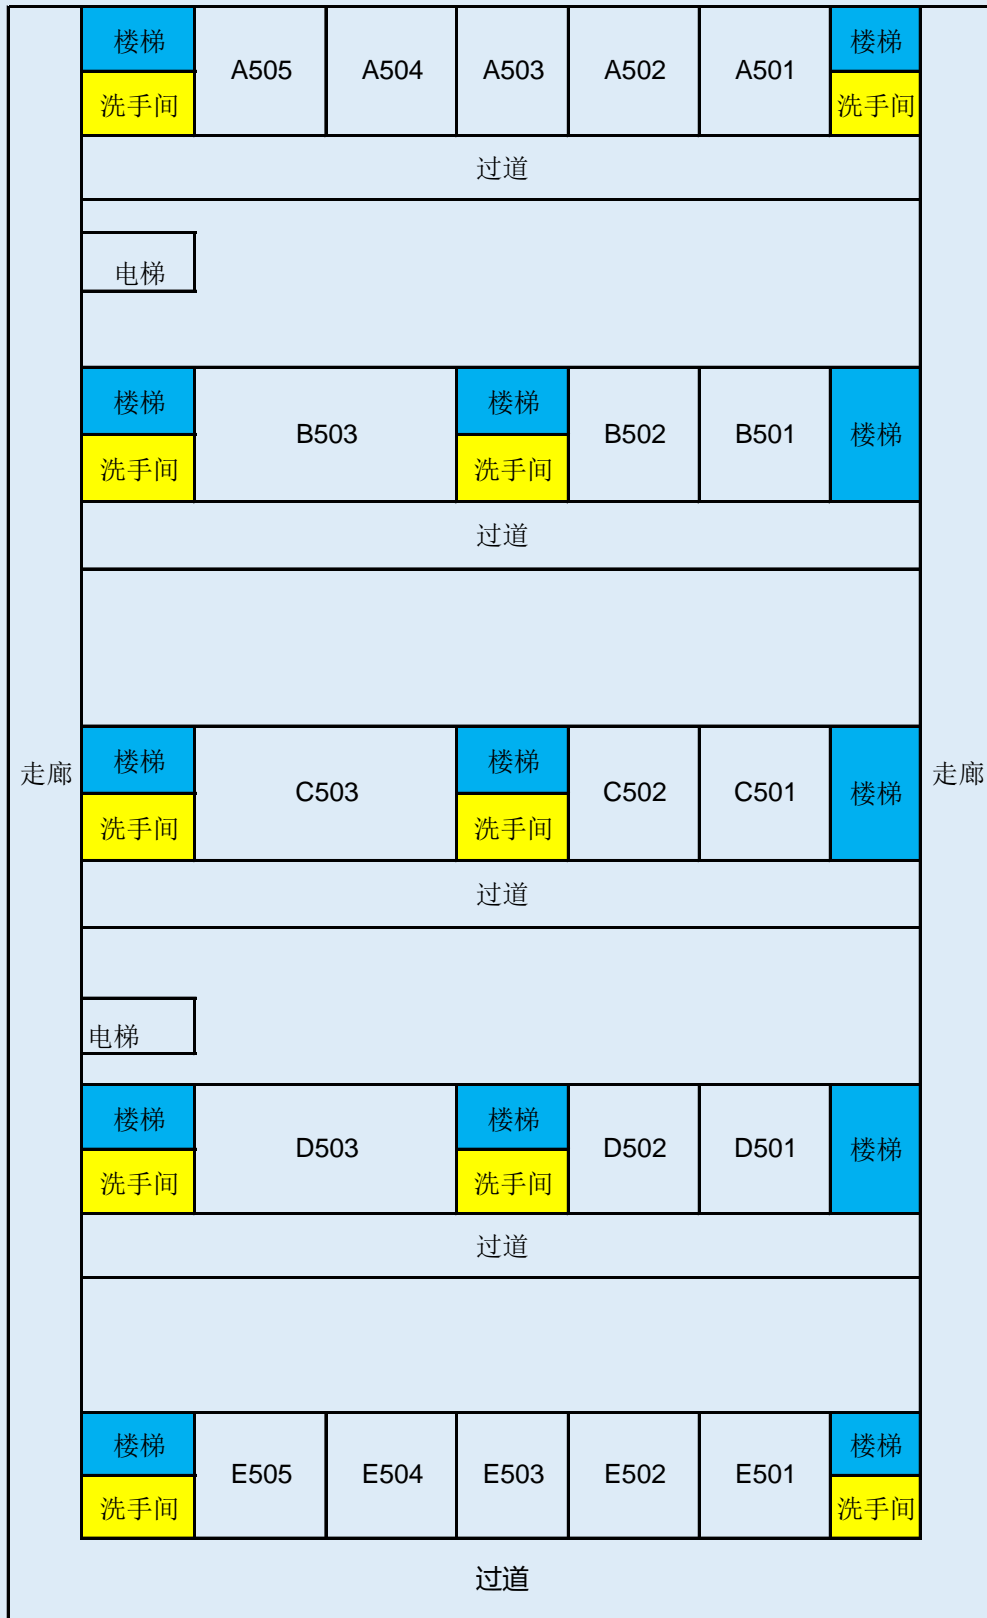 楼梯
A505
A504
A503
A502
A501
楼梯
洗手间
洗手间
过道
电梯
楼梯
B503
楼梯
B502
B501
楼梯
洗手间
洗手间
过道
走廊
楼梯
C503
楼梯
C502
C501
楼梯
走廊
洗手间
洗手间
过道
电梯
楼梯
D503
楼梯
D502
D501
楼梯
洗手间
洗手间
过道
楼梯
E505
E504
E503
E502
E501
楼梯
洗手间
洗手间
过道